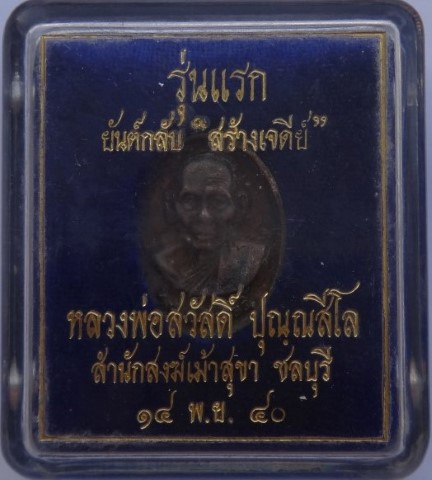 รุ่นแรก
ยันต์กลับ "สร้างเจดีย์"
หลวงพ่อสวัสดิ์ ปุณฺณสีโล
สำนักสงฆ์เม้าสุขา ชลบุรี
๑๔ พ.ย. ๔๐